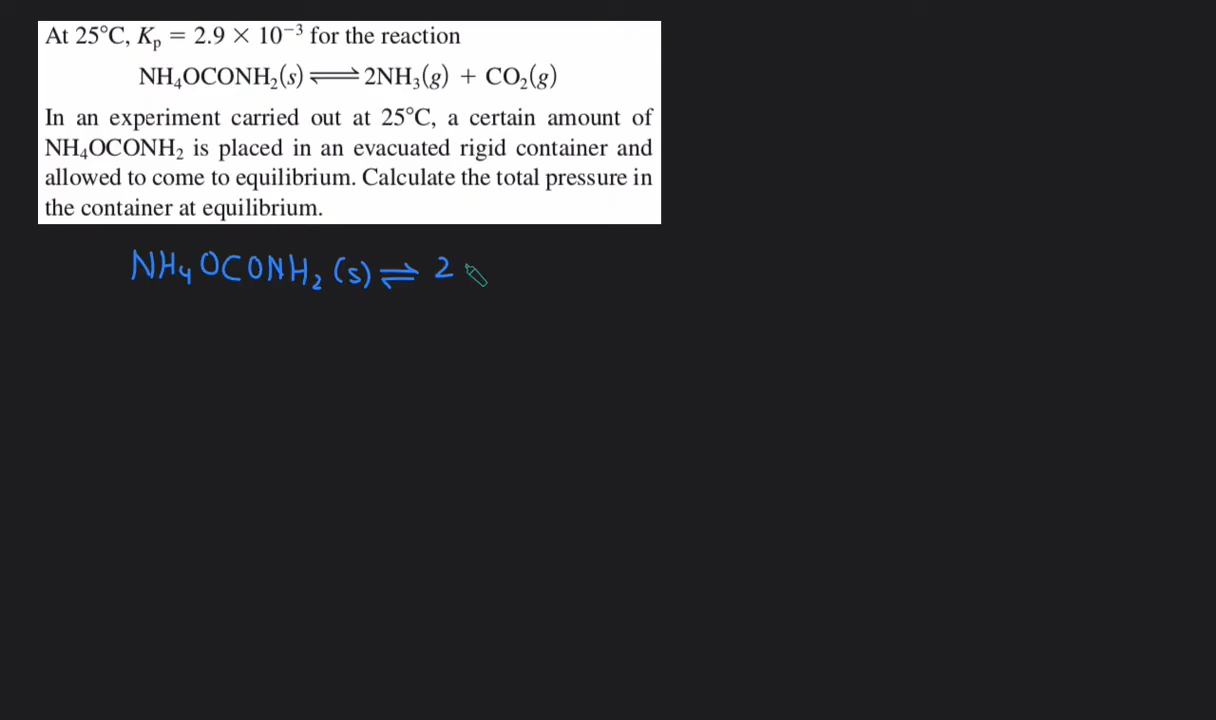 At 25°C, Kₚ = 2.9 × 10⁻³ for the reaction
NH₄OCONH₂(s) ⇌ 2NH₃(g) + CO₂(g)
In an experiment carried out at 25°C, a certain amount of
NH₄OCONH₂ is placed in an evacuated rigid container and
allowed to come to equilibrium. Calculate the total pressure in
the container at equilibrium.
NH₄OCONH₂ (s) ⇌ 2